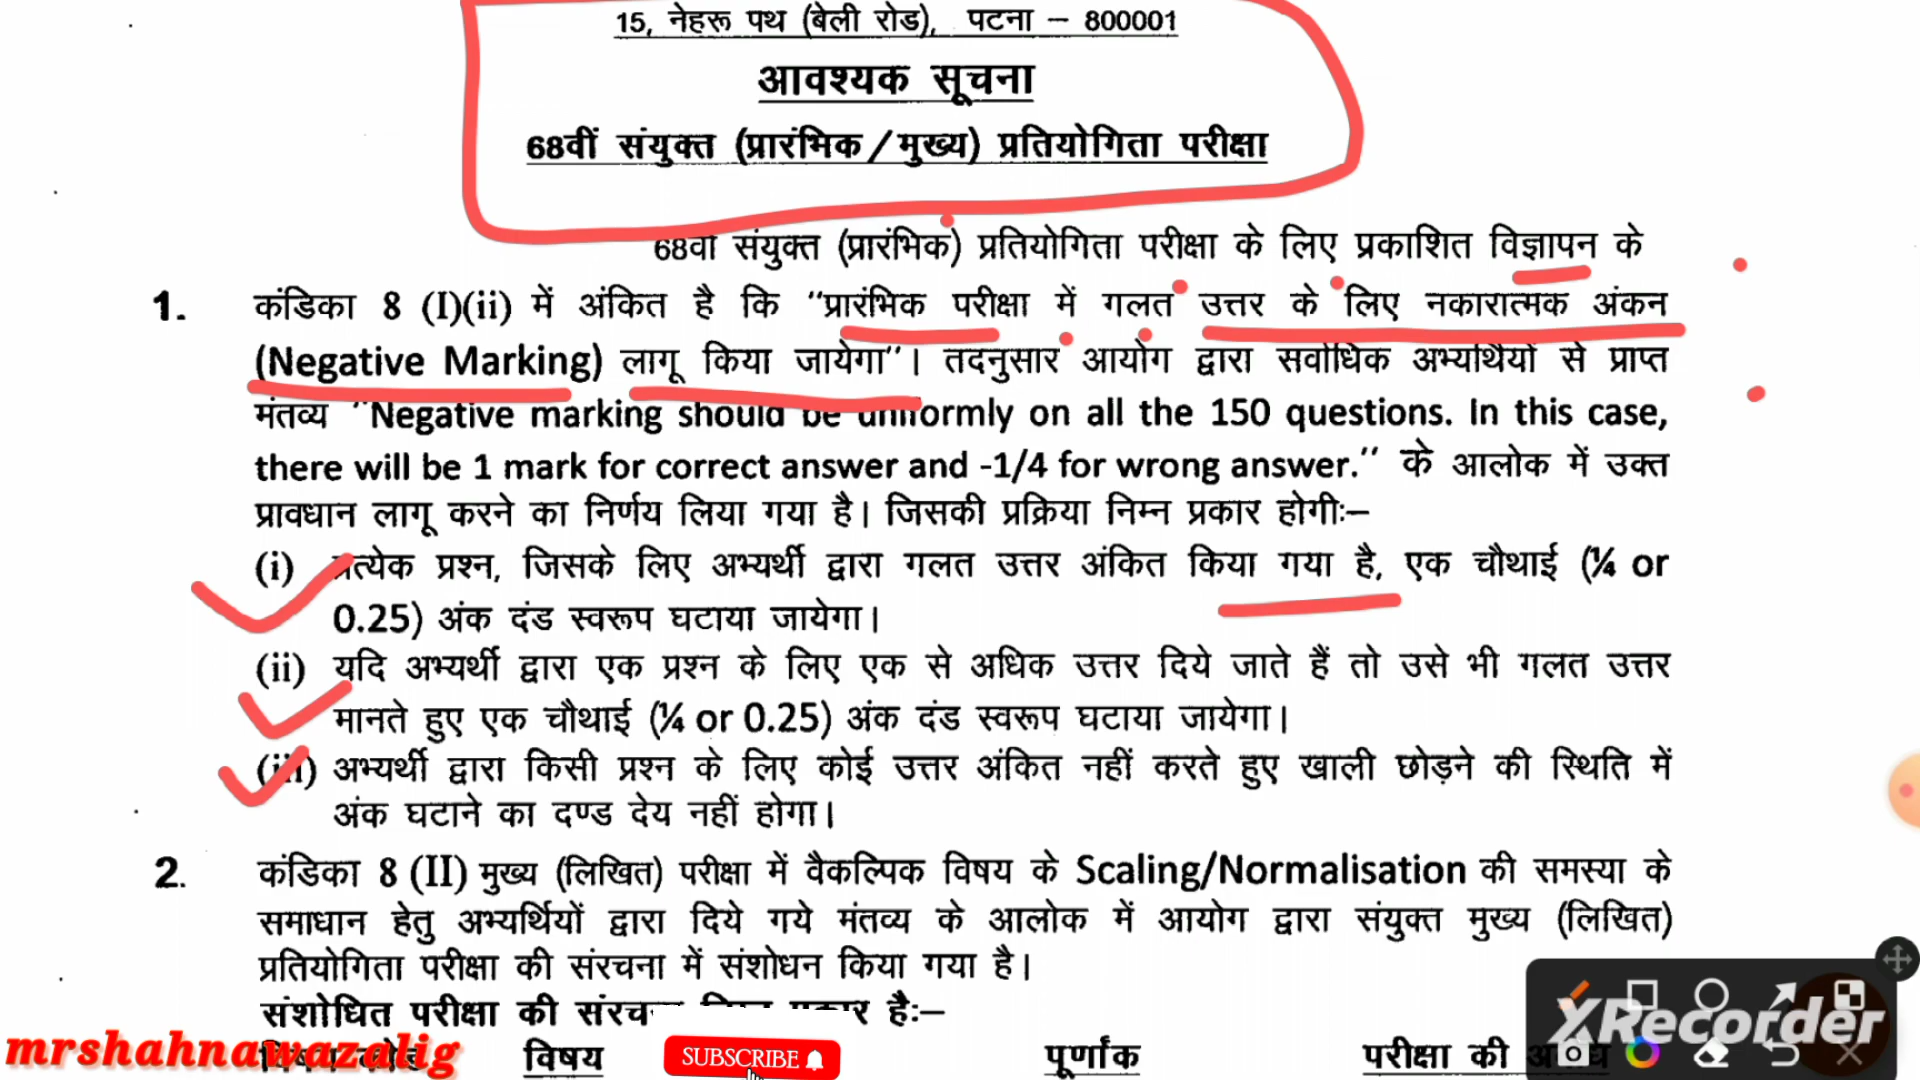 15, नेहरू पथ (बेली रोड), पटना – 800001
आवश्यक सूचना
68वीं संयुक्त (प्रारंभिक/मुख्य) प्रतियोगिता परीक्षा
68वीं संयुक्त (प्रारंभिक) प्रतियोगिता परीक्षा के लिए प्रकाशित विज्ञापन के
1. कंडिका 8 (I)(ii) में अंकित है कि "प्रारंभिक परीक्षा में गलत उत्तर के लिए नकारात्मक अंकन
(Negative Marking) लागू किया जायेगा"। तदनुसार आयोग द्वारा सर्वाधिक अभ्यर्थियों से प्राप्त
मंतव्य "Negative marking should be uniformly on all the 150 questions. In this case,
there will be 1 mark for correct answer and -1/4 for wrong answer." के आलोक में उक्त
प्रावधान लागू करने का निर्णय लिया गया है। जिसकी प्रक्रिया निम्न प्रकार होगीः–
(i) प्रत्येक प्रश्न, जिसके लिए अभ्यर्थी द्वारा गलत उत्तर अंकित किया गया है, एक चौथाई (¼ or
0.25) अंक दंड स्वरूप घटाया जायेगा।
(ii) यदि अभ्यर्थी द्वारा एक प्रश्न के लिए एक से अधिक उत्तर दिये जाते हैं तो उसे भी गलत उत्तर
मानते हुए एक चौथाई (¼ or 0.25) अंक दंड स्वरूप घटाया जायेगा।
(iii) अभ्यर्थी द्वारा किसी प्रश्न के लिए कोई उत्तर अंकित नहीं करते हुए खाली छोड़ने की स्थिति में
अंक घटाने का दण्ड देय नहीं होगा।
2. कंडिका 8 (II) मुख्य (लिखित) परीक्षा में वैकल्पिक विषय के Scaling/Normalisation की समस्या के
समाधान हेतु अभ्यर्थियों द्वारा दिये गये मंतव्य के आलोक में आयोग द्वारा संयुक्त मुख्य (लिखित)
प्रतियोगिता परीक्षा की संरचना में संशोधन किया गया है।
संशोधित परीक्षा की है:–
विषय पूर्णांक परीक्षा की
mrshahnawazalig
SUBSCRIBE
XRecorder